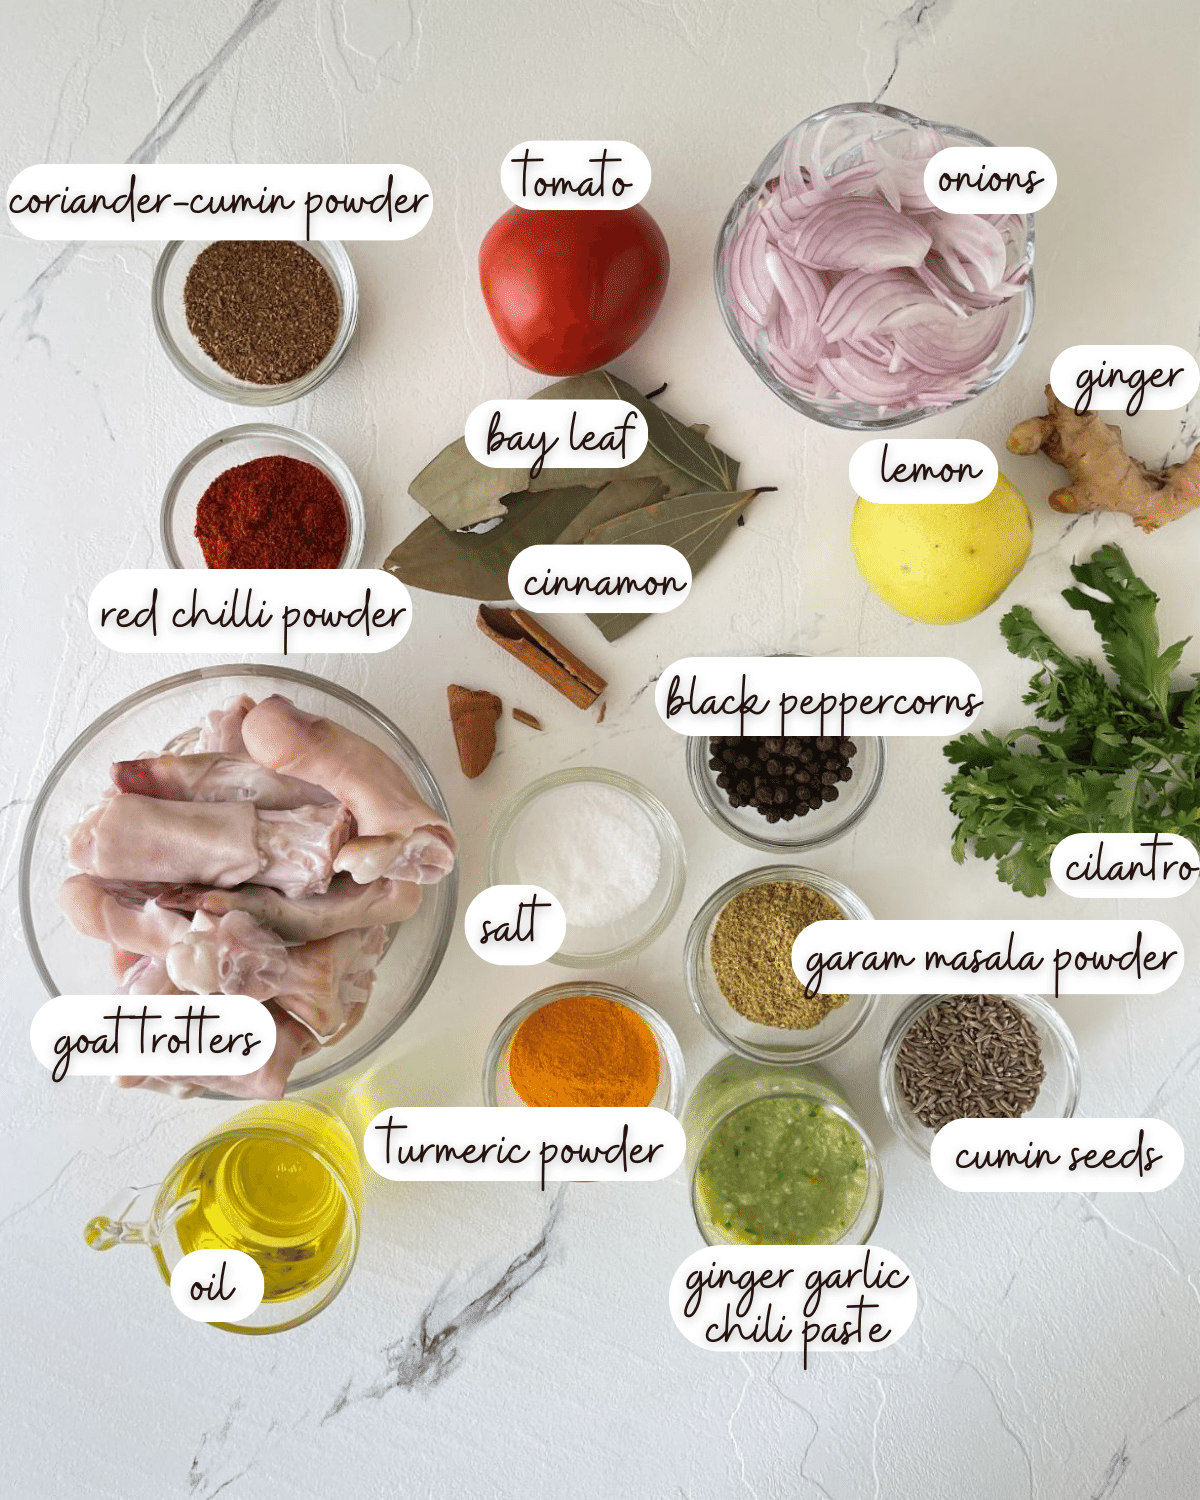 tomato
onions
coriander-cumin powder
ginger
bay leaf
lemon
cinnamon
red chilli powder
black peppercorns
cilantro
salt
garam masala powder
goat trotters
turmeric powder
cumin seeds
oil
ginger garlic
chili paste